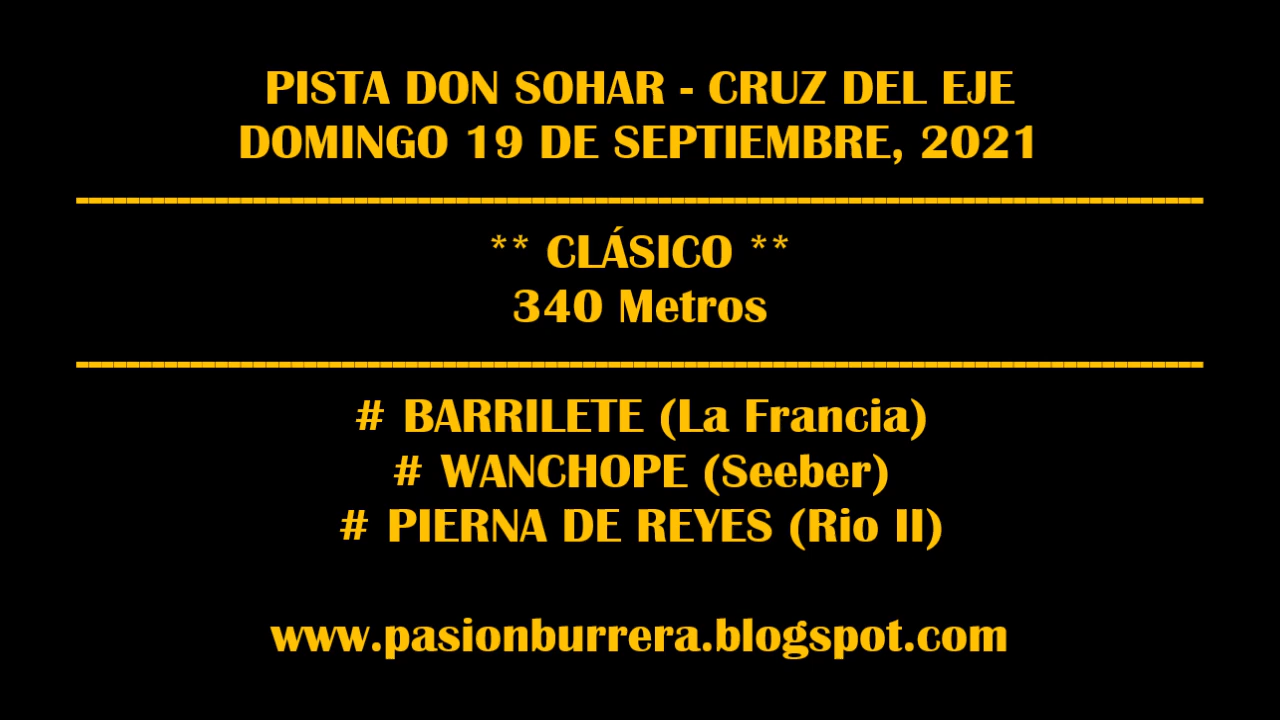 PISTA DON SOHAR - CRUZ DEL EJE
DOMINGO 19 DE SEPTIEMBRE, 2021
** CLÁSICO **
340 Metros
# BARRILETE (La Francia)
# WANCHOPE (Seeber)
# PIERNA DE REYES (Rio II)
www.pasionburrera.blogspot.com